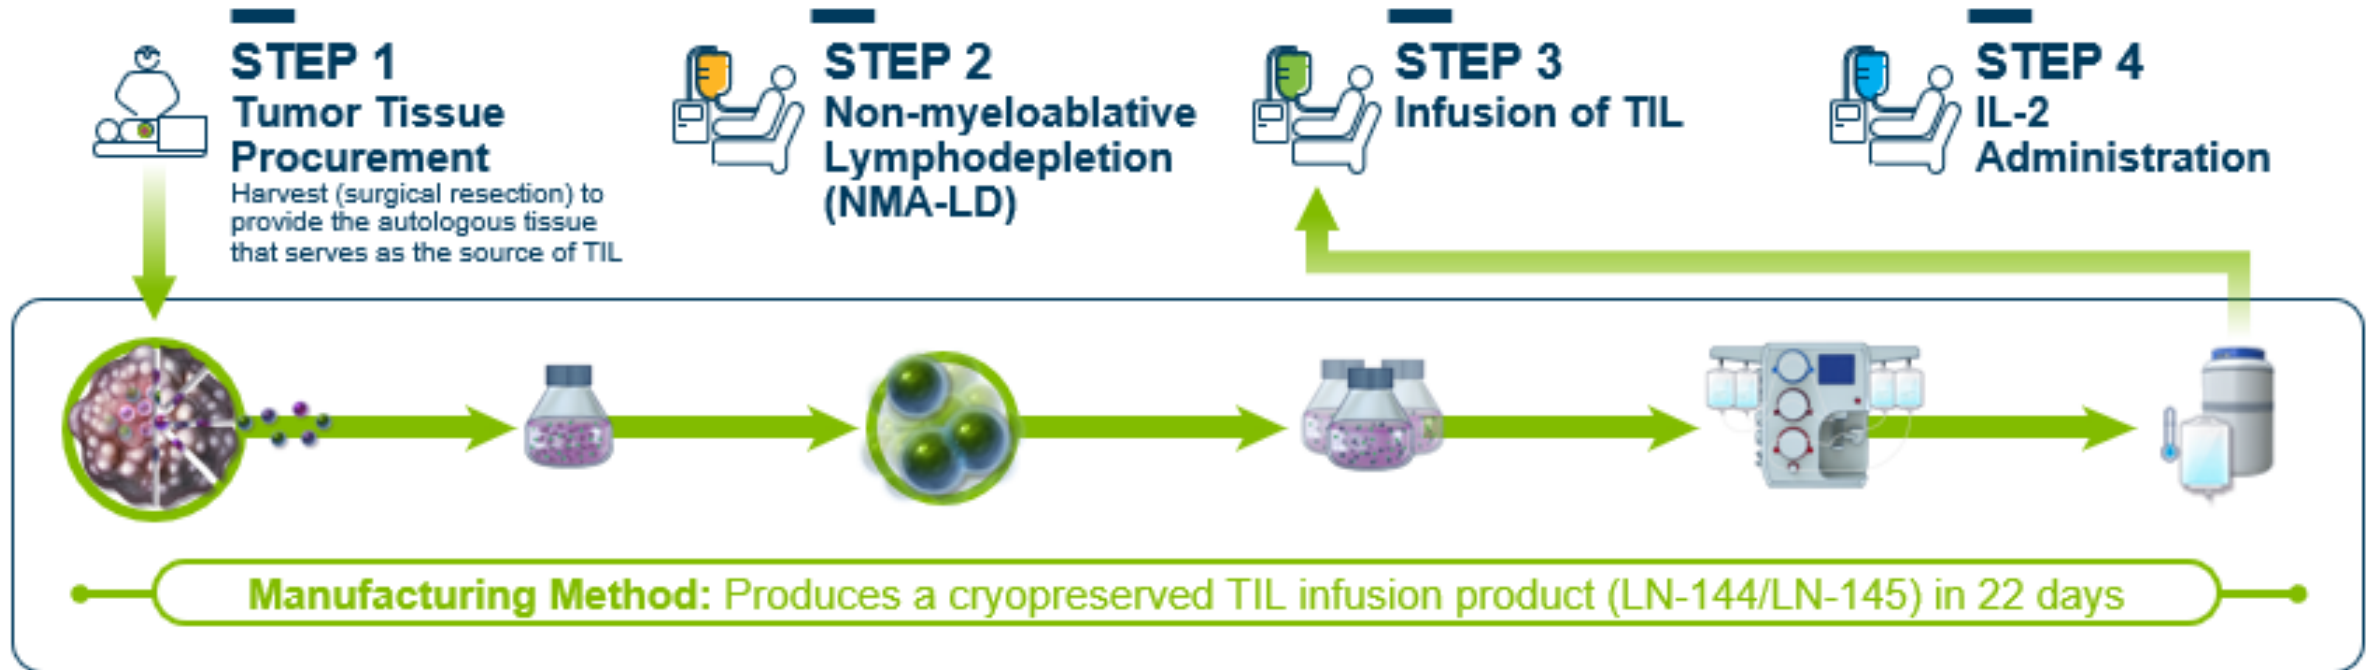 STEP 1
Tumor Tissue
Procurement
Harvest (surgical resection) to
provide the autologous tissue
that serves as the source of TIL
STEP 2
Non-myeloablative
Lymphodepletion
(NMA-LD)
STEP 3
Infusion of TIL
STEP 4
IL-2
Administration
Manufacturing Method: Produces a cryopreserved TIL infusion product (LN-144/LN-145) in 22 days